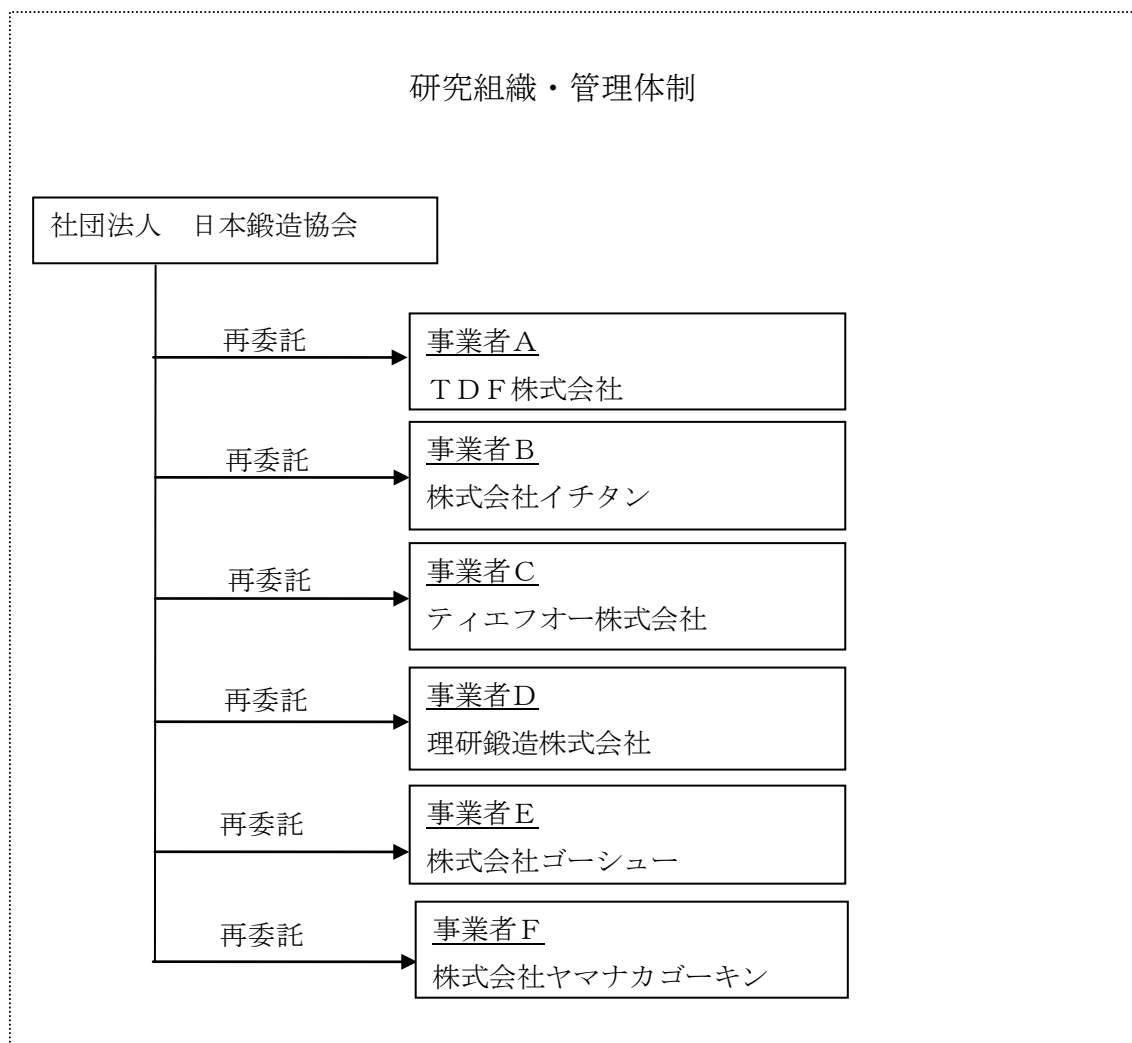 研究組織・管理体制
社団法人　日本鍛造協会
再委託
事業者Ａ
ＴＤＦ株式会社
再委託
事業者Ｂ
株式会社イチタン
再委託
事業者Ｃ
ティエフオー株式会社
再委託
事業者Ｄ
理研鍛造株式会社
再委託
事業者Ｅ
株式会社ゴーシュー
再委託
事業者Ｆ
株式会社ヤマナカゴーキン